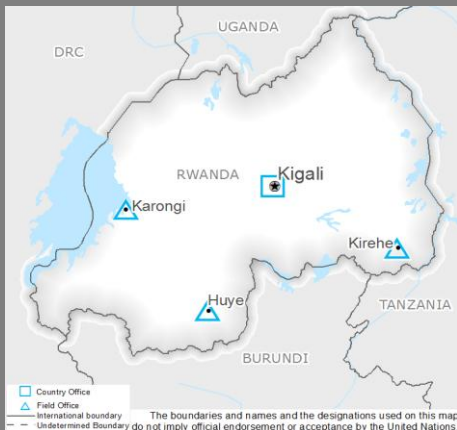 UGANDA
DRC
RWANDA
Kigali
Karongi
Kirehe
Huye
TANZANIA
BURUNDI
Country Office
Field Office
International boundary
Undetermined Boundary
The boundaries and names and the designations used on this map
do not imply official endorsement or acceptance by the United Nations